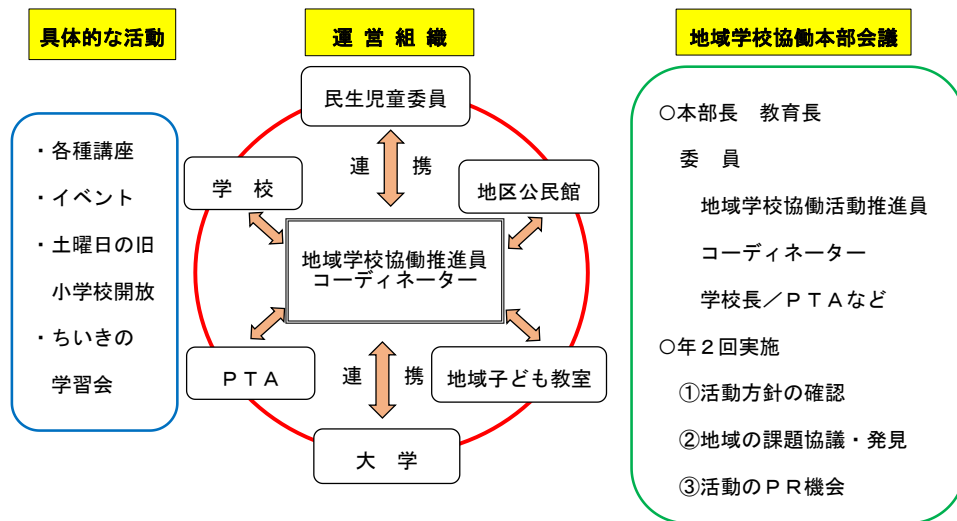 具体的な活動
・各種講座
・イベント
・土曜日の旧
小学校開放
・ちいきの
学習会
運営組織
民生児童委員
連 携
学 校
地区公民館
地域学校協働推進員
コーディネーター
PTA
連 携
地域子ども教室
大 学
地域学校協働本部会議
○本部長 教育長
委 員
地域学校協働活動推進員
コーディネーター
学校長／PTAなど
○年２回実施
①活動方針の確認
②地域の課題協議・発見
③活動のPR機会